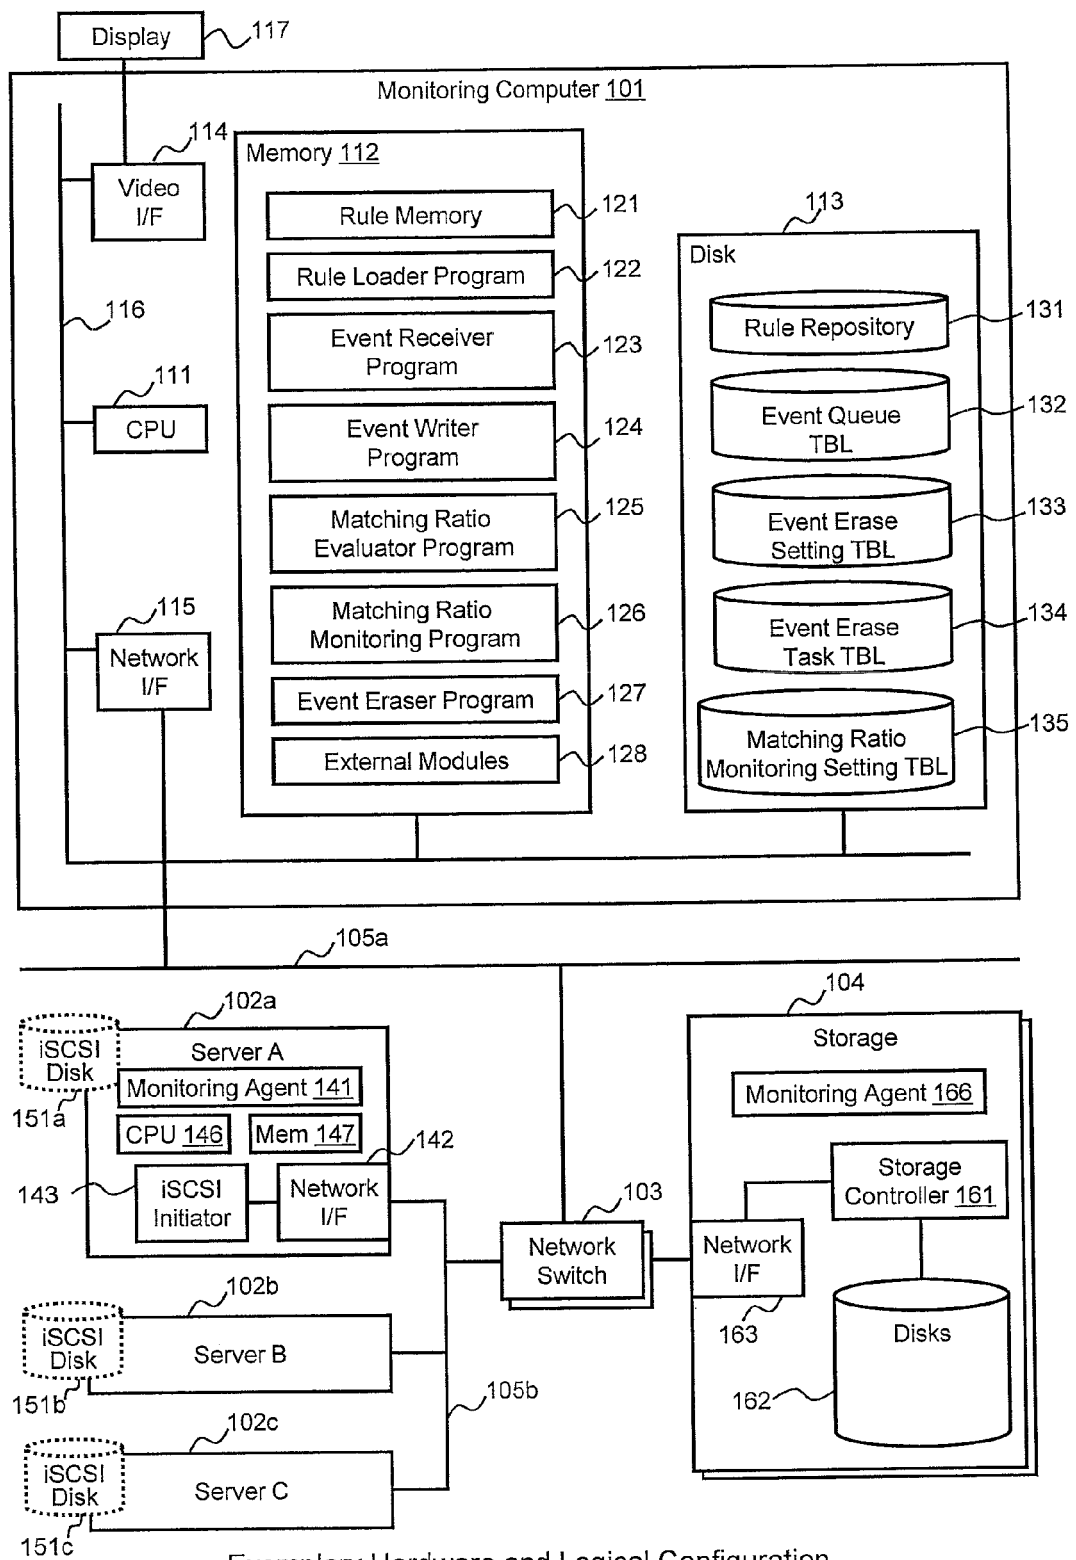 Display
117
Monitoring Computer 101
114
Video
I/F
116
111
CPU
115
Network
I/F
Memory 112
Rule Memory
121
Rule Loader Program
122
Event Receiver
Program
123
Event Writer
Program
124
Matching Ratio
Evaluator Program
125
Matching Ratio
Monitoring Program
126
Event Eraser Program
127
External Modules
128
113
Disk
Rule Repository
131
Event Queue
TBL
132
Event Erase
Setting TBL
133
Event Erase
Task TBL
134
Matching Ratio
Monitoring Setting TBL
135
105a
102a
iSCSI
Disk
151a
Server A
Monitoring Agent 141
CPU 146
Mem 147
142
143
iSCSI
Initiator
Network
I/F
102b
iSCSI
Disk
151b
Server B
105b
102c
iSCSI
Disk
151c
Server C
103
Network
Switch
104
Storage
Monitoring Agent 166
Storage
Controller 161
Network
I/F
163
Disks
162
Exemplary Hardware and Logical Configuration